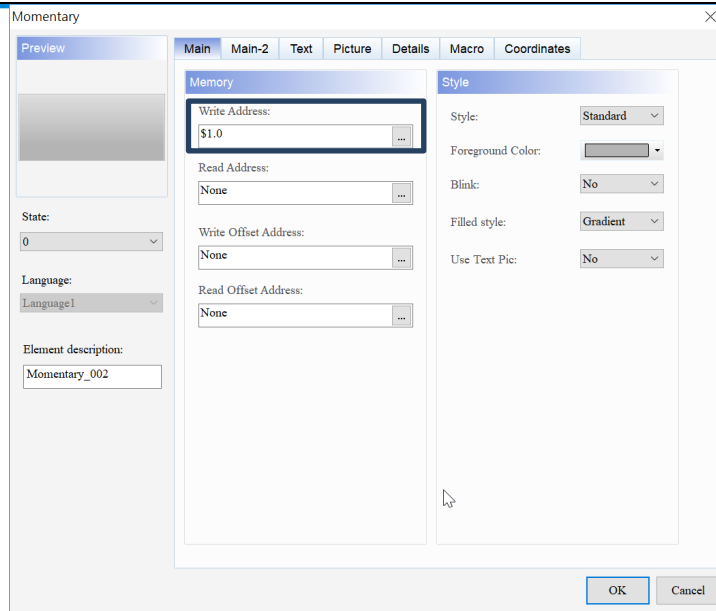 Momentary
Preview
State:
0
Language:
Language1
Element description:
Momentary_002
Main Main-2 Text Picture Details Macro Coordinates
Memory
Write Address:
$1.0
...
Read Address:
None
...
Write Offset Address:
None
...
Read Offset Address:
None
...
Style
Style: Standard
Foreground Color:
Blink: No
Filled style: Gradient
Use Text Pic: No
OK Cancel